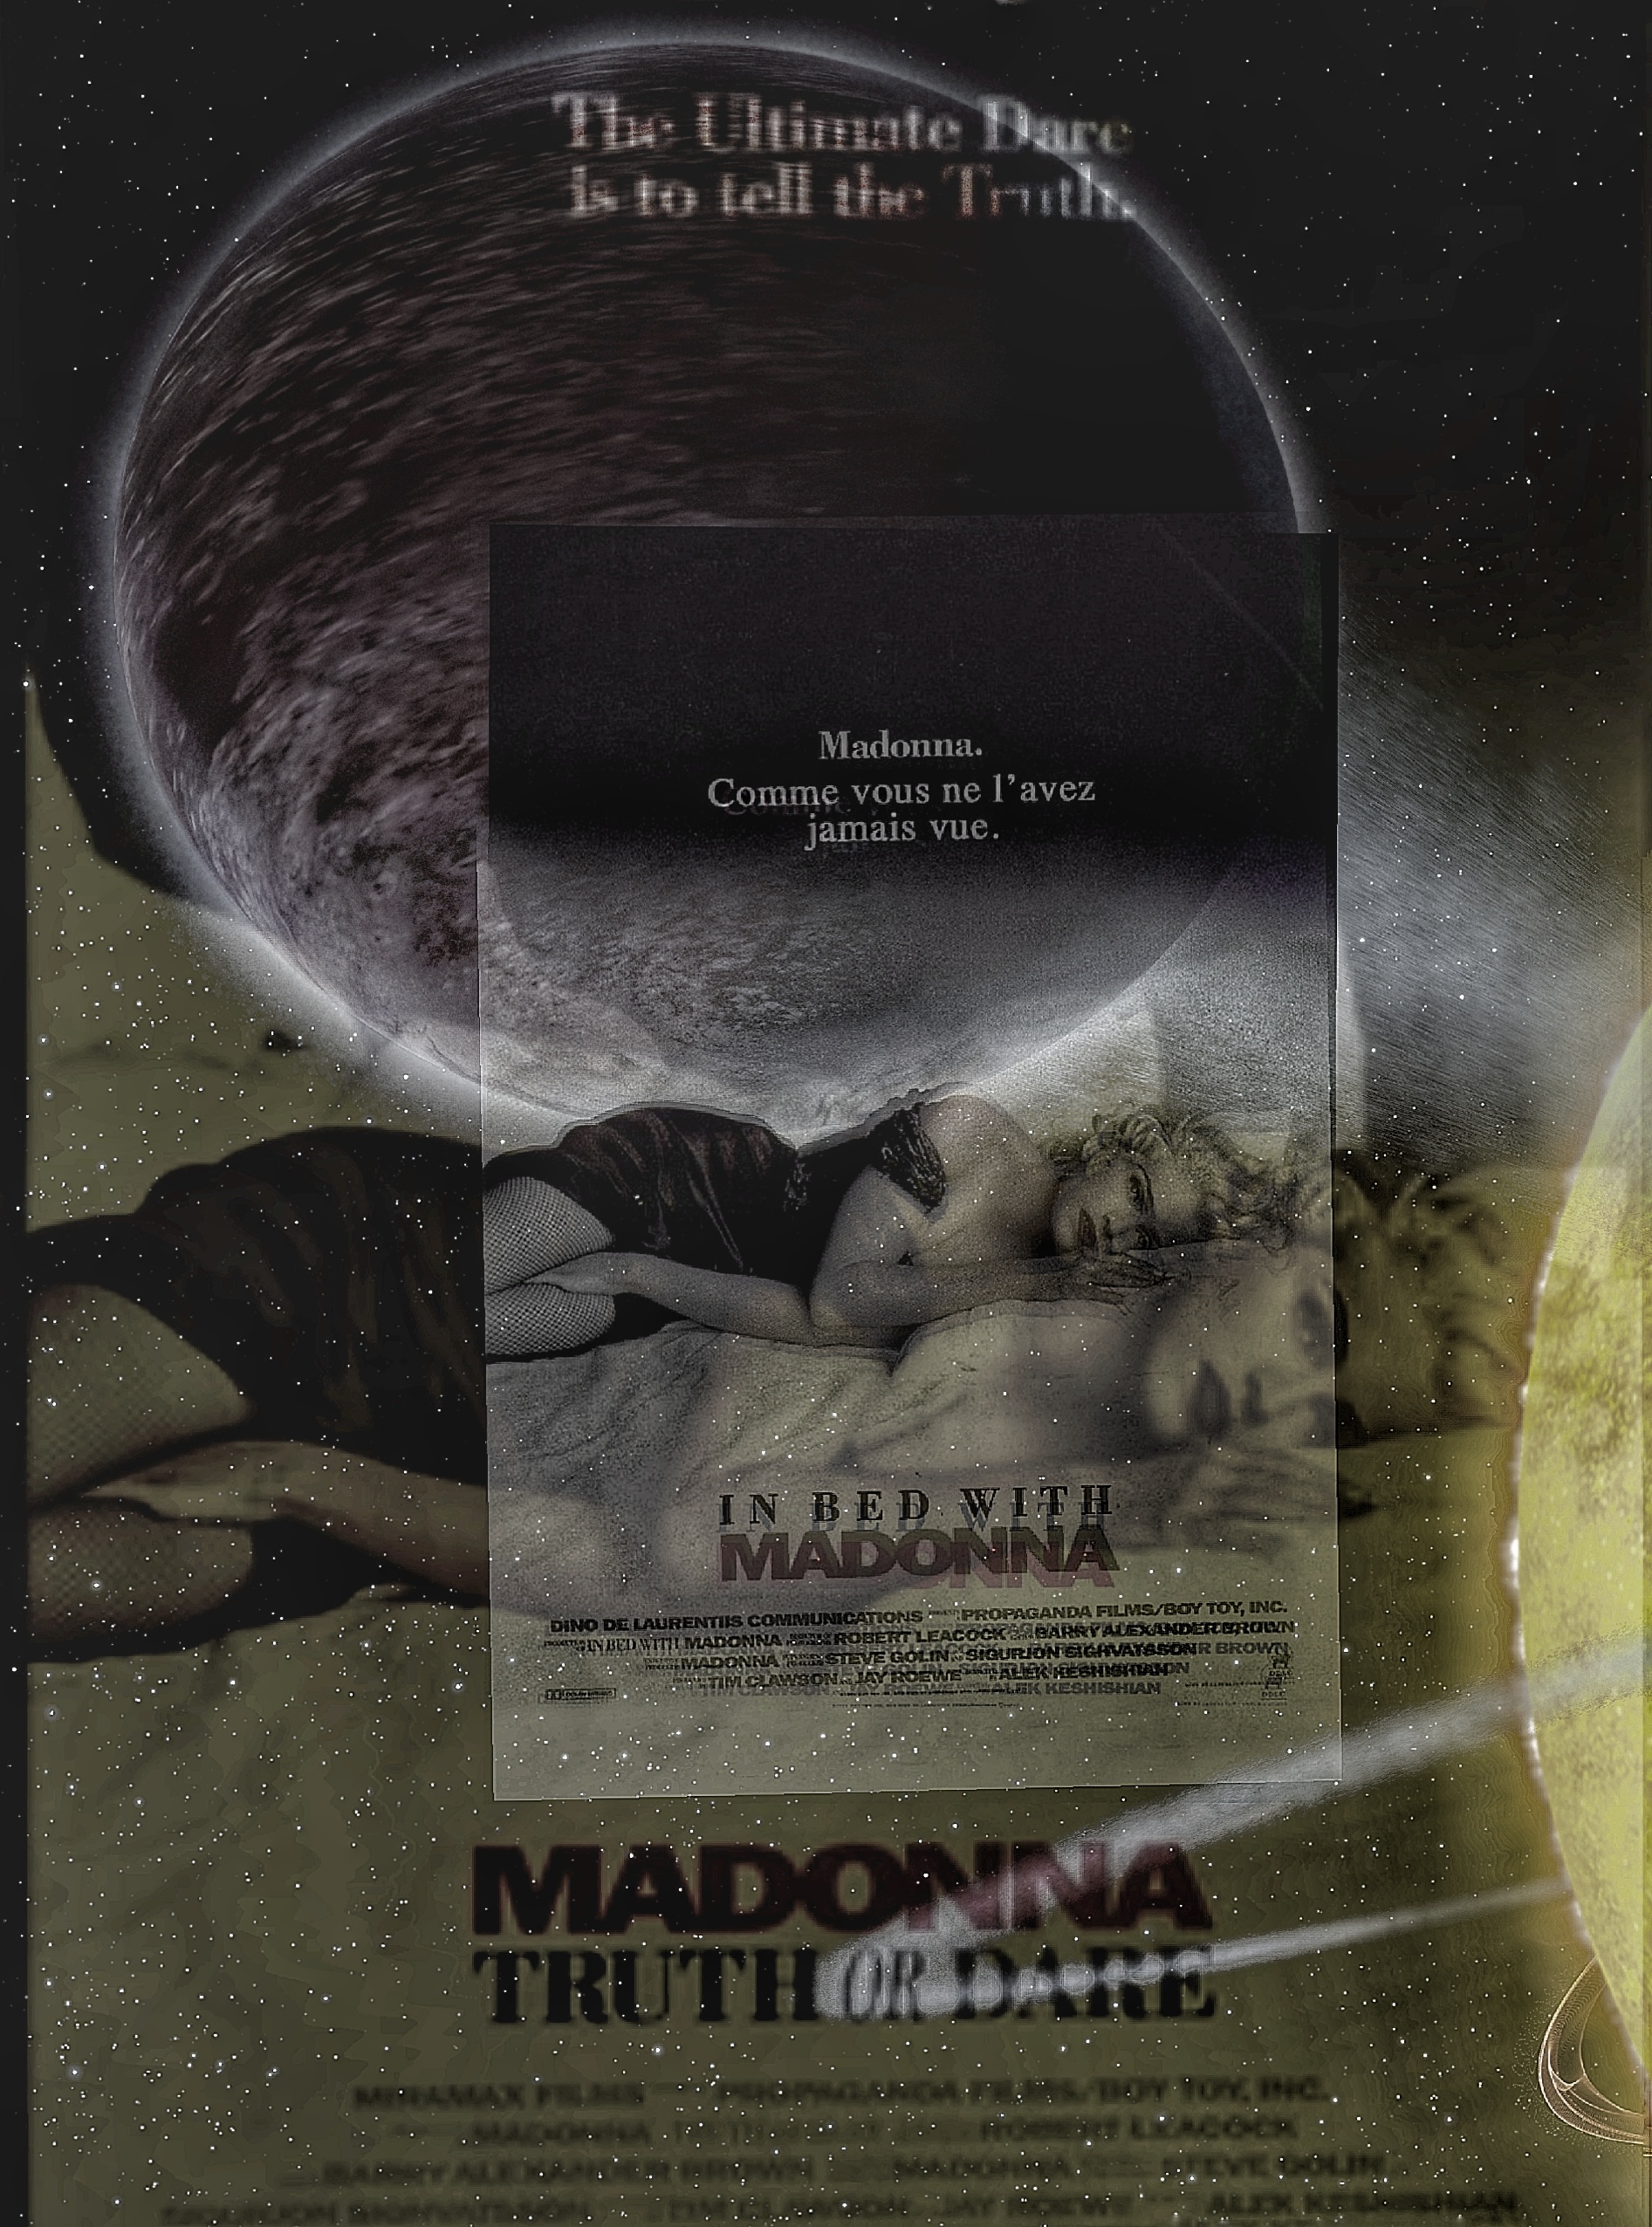 The Ultimate Dare
is to tell the Truth.
Madonna.
Comme vous ne l'avez
jamais vue.
IN BED WITH
MADONNA
DINO DE LAURENTIIS COMMUNICATIONS PROPAGANDA FILMS/BOY TOY, INC.
IN BED WITH MADONNA ROBERT LEACOCK BARRY ALEXANDER BROWN
MADONNA STEVE GOLIN SIGURJON SIGHVATSSON
TIM CLAWSON JAY ROEWE ALEK KESHISHIAN
MADONNA
TRUTH OR DARE
MIRAMAX FILMS PROPAGANDA FILMS/BOY TOY, INC.
MADONNA ROBERT LEACOCK
BARRY ALEXANDER BROWN MADONNA STEVE GOLIN
TIM CLAWSON JAY ROEWE ALEK KESHISHIAN